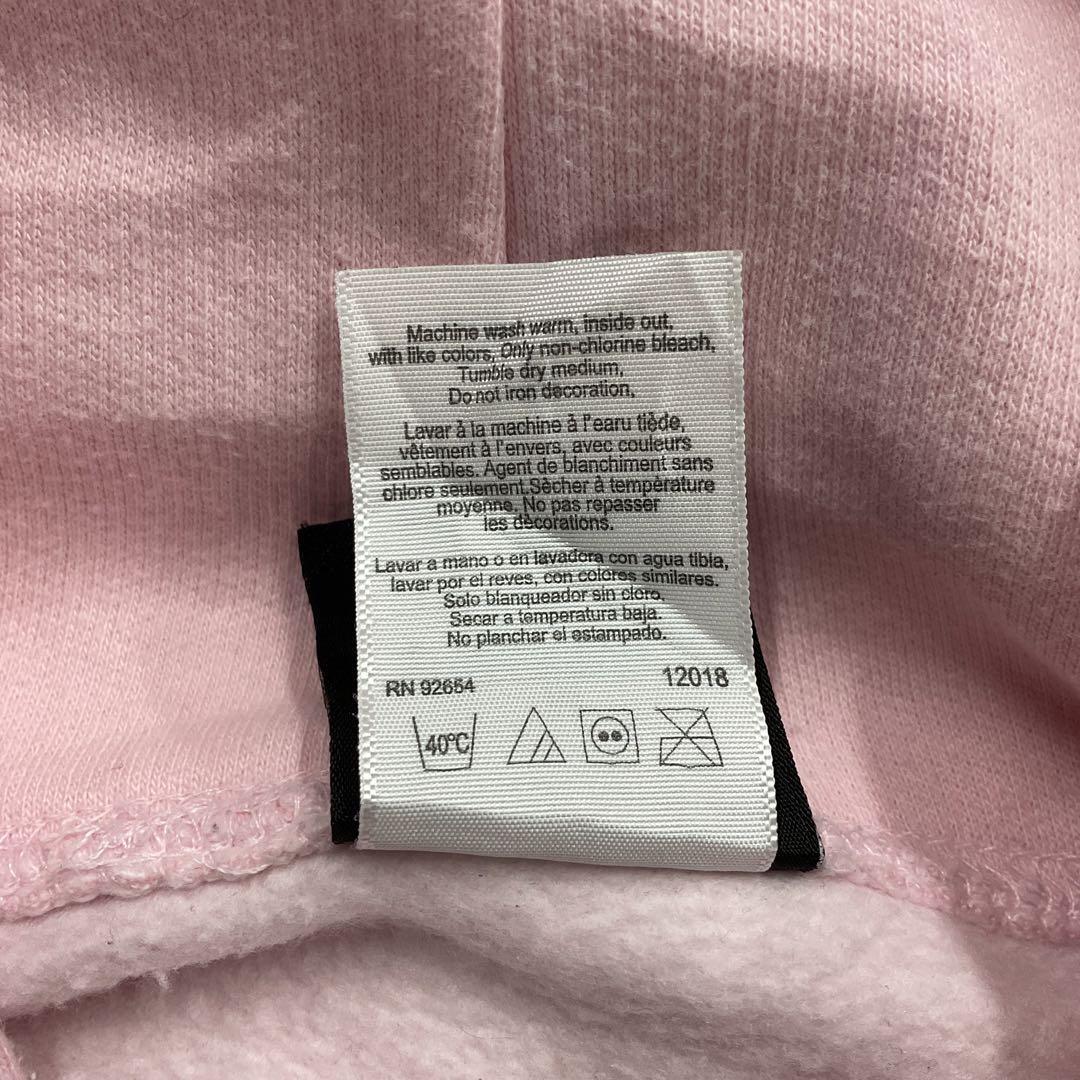 Machine wash warm, inside out,
with like colors, Only non-chlorine bleach,
Tumble dry medium,
Do not iron decoration,
Lavar à la machine à l'earu tiède,
vêtement à l'envers, avec couleurs
semblables. Agent de blanchiment sans
chlore seulement.Sècher à tempèrature
moyenne. No pas repasser
les dècorations.
Lavar a mano o en lavadora con agua tibia,
lavar por el reves, con colores similares.
Solo blanqueador sin cloro.
Secar a temperatura baja.
No planchar el estampado.
RN 92654 12018
40°C